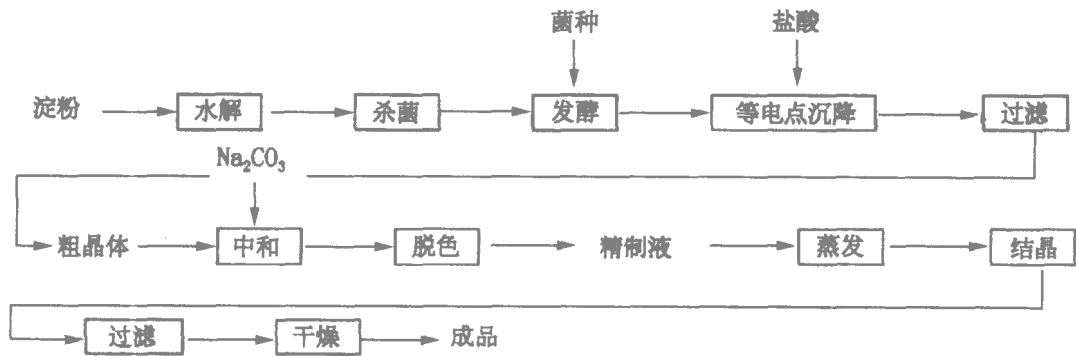 菌种 盐酸
淀粉 水解 杀菌 发酵 等电点沉降 过滤
Na₂CO₃
粗晶体 中和 脱色 精制液 蒸发 结晶
过滤 干燥 成品